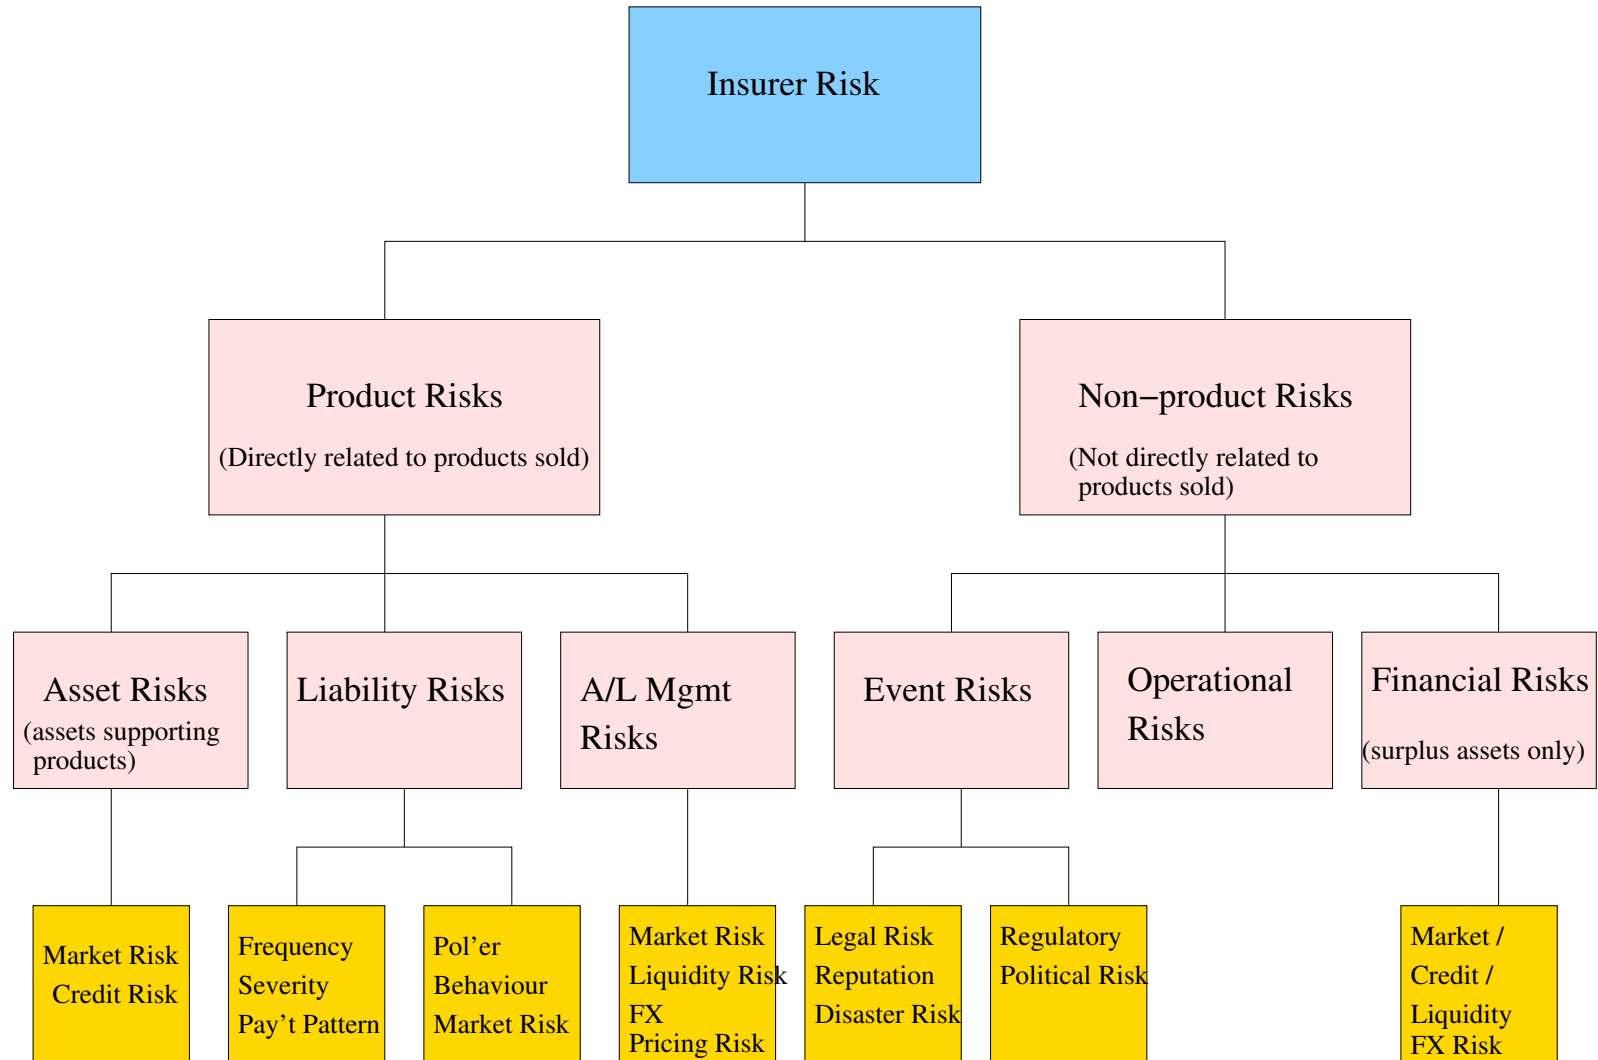 Insurer Risk
Product Risks
(Directly related to products sold)
Non−product Risks
(Not directly related to
products sold)
Asset Risks
(assets supporting
products)
Liability Risks
A/L Mgmt
Risks
Event Risks
Operational
Risks
Financial Risks
(surplus assets only)
Market Risk
Credit Risk
Frequency
Severity
Pay't Pattern
Pol'er
Behaviour
Market Risk
Market Risk
Liquidity Risk
FX
Pricing Risk
Legal Risk
Reputation
Disaster Risk
Regulatory
Political Risk
Market /
Credit /
Liquidity
FX Risk